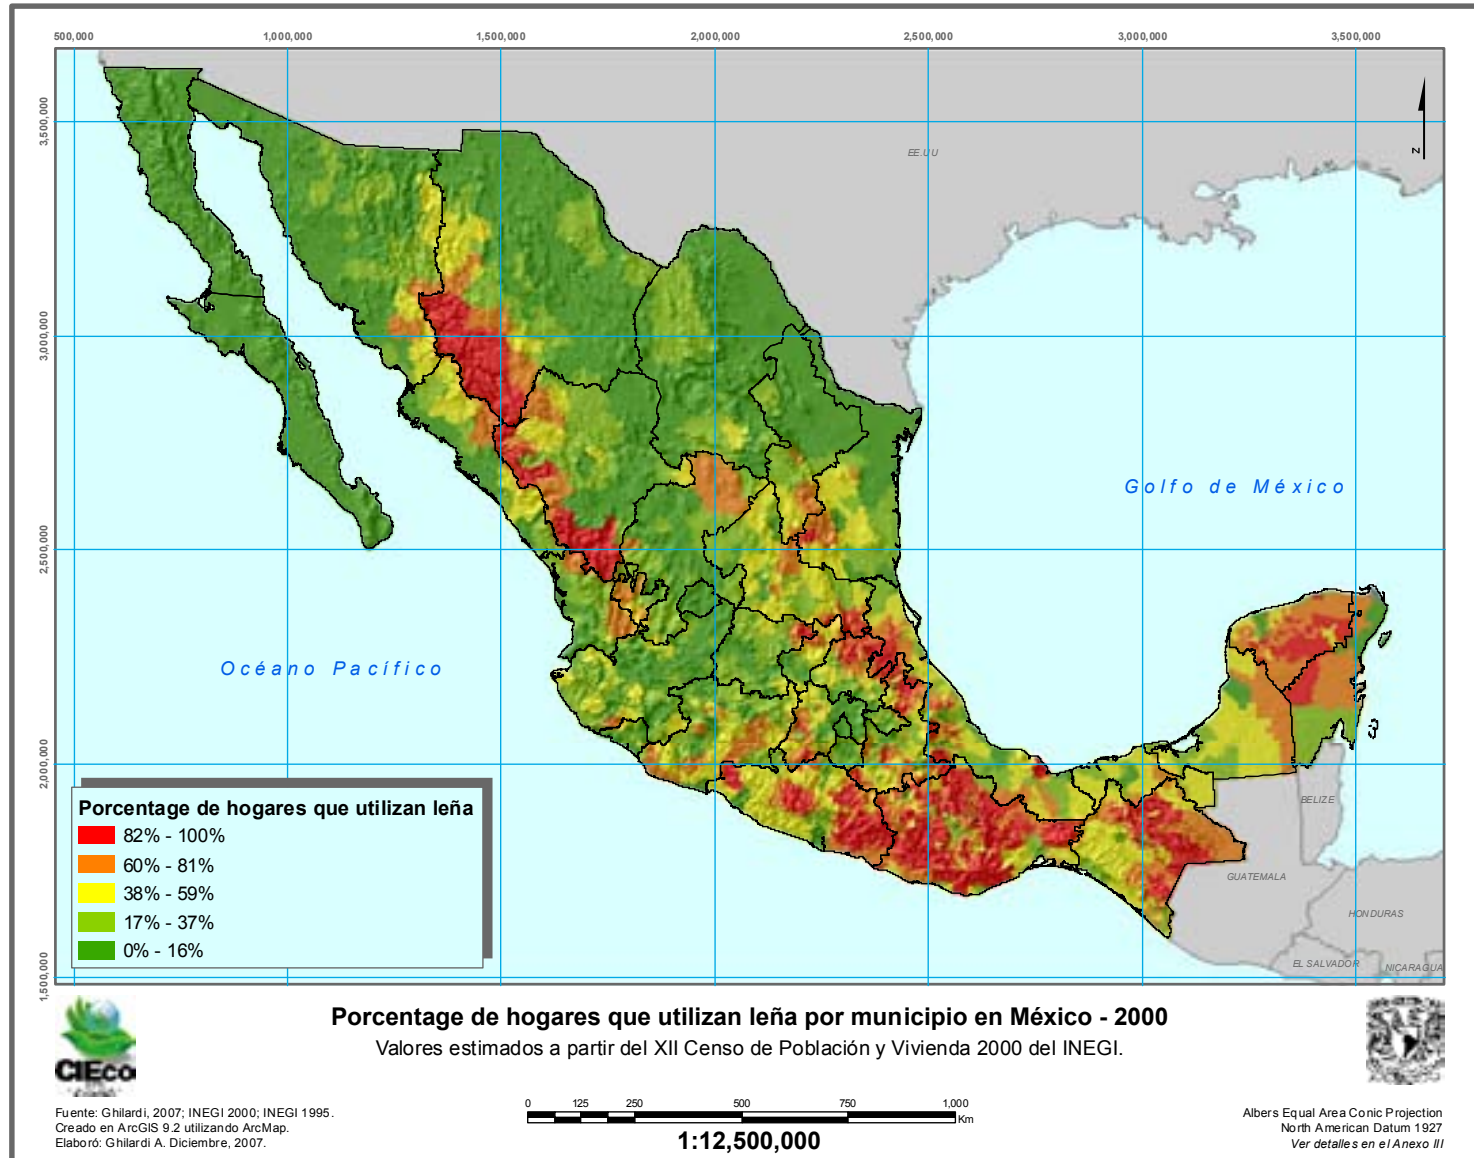 500,000
1,000,000
1,500,000
2,000,000
2,500,000
3,000,000
3,500,000
3,500,000
3,000,000
2,500,000
2,000,000
1,500,000
EE.UU
N
Golfo de México
Océano Pacífico
BELIZE
GUATEMALA
HONDURAS
EL SALVADOR
NICARAGUA
Porcentage de hogares que utilizan leña
82% - 100%
60% - 81%
38% - 59%
17% - 37%
0% - 16%
Porcentage de hogares que utilizan leña por municipio en México - 2000
Valores estimados a partir del XII Censo de Población y Vivienda 2000 del INEGI.
CIEco
Fuente: Ghilardi, 2007; INEGI 2000; INEGI 1995.
Creado en ArcGIS 9.2 utilizando ArcMap.
Elaboró: Ghilardi A. Diciembre, 2007.
0 125 250 500 750 1,000
Km
1:12,500,000
Albers Equal Area Conic Projection
North American Datum 1927
Ver detalles en el Anexo III